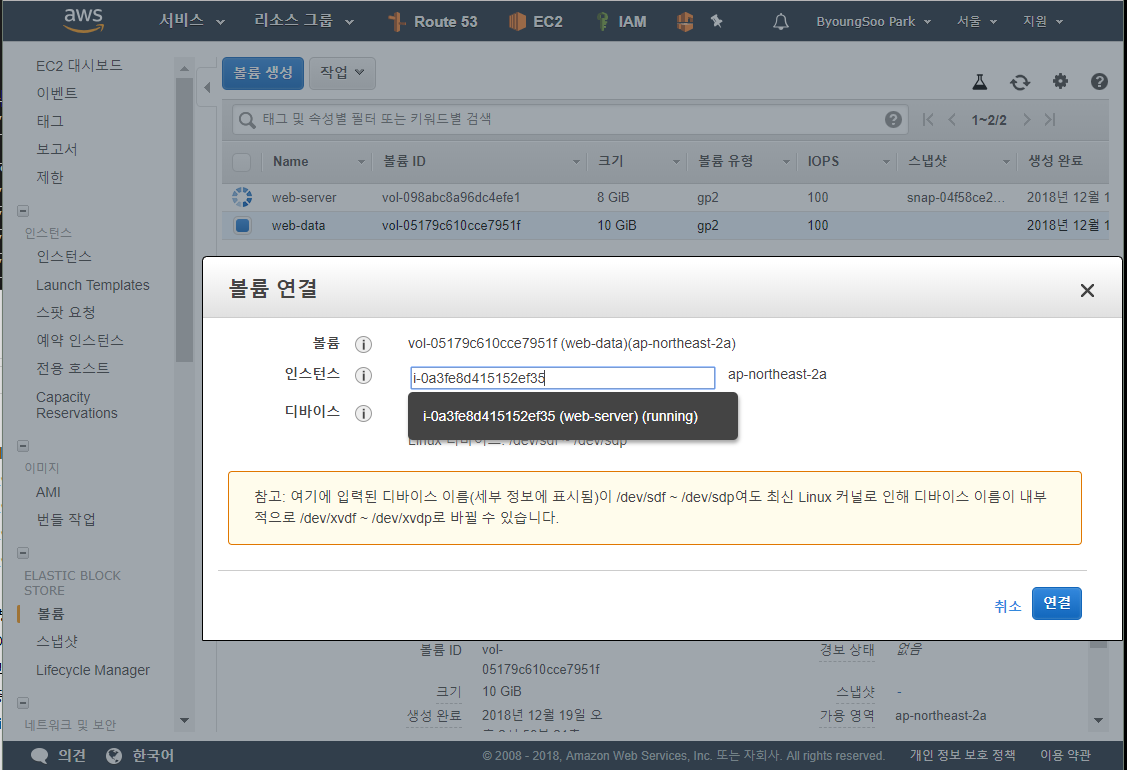 aws 서비스 리소스 그룹 Route 53 EC2 IAM ByoungSoo Park 서울 지원
EC2 대시보드
이벤트
태그
보고서
제한
인스턴스
인스턴스
Launch Templates
스팟 요청
예약 인스턴스
전용 호스트
Capacity
Reservations
이미지
AMI
번들 작업
ELASTIC BLOCK
STORE
볼륨
스냅샷
Lifecycle Manager
네트워크 및 보안
볼륨 생성 작업
태그 및 속성별 필터 또는 키워드별 검색 1~2/2
Name 볼륨 ID 크기 볼륨 유형 IOPS 스냅샷 생성 완료
web-server vol-098abc8a96dc4efe1 8 GiB gp2 100 snap-04f58ce2... 2018년 12월 1
web-data vol-05179c610cce7951f 10 GiB gp2 100 2018년 12월 1
볼륨 연결
볼륨 vol-05179c610cce7951f (web-data)(ap-northeast-2a)
인스턴스 i-0a3fe8d415152ef35 ap-northeast-2a
디바이스
i-0a3fe8d415152ef35 (web-server) (running)
Linux 디바이스: /dev/sdf ~ /dev/sdp
참고: 여기에 입력된 디바이스 이름(세부 정보에 표시됨)이 /dev/sdf ~ /dev/sdp여도 최신 Linux 커널로 인해 디바이스 이름이 내부
적으로 /dev/xvdf ~ /dev/xvdp로 바뀔 수 있습니다.
취소 연결
볼륨 ID vol- 경보 상태 없음
05179c610cce7951f
크기 10 GiB 스냅샷 -
생성 완료 2018년 12월 19일 오 가용 영역 ap-northeast-2a
의견 한국어 © 2008 - 2018, Amazon Web Services, Inc. 또는 자회사. All rights reserved. 개인 정보 보호 정책 이용 약관